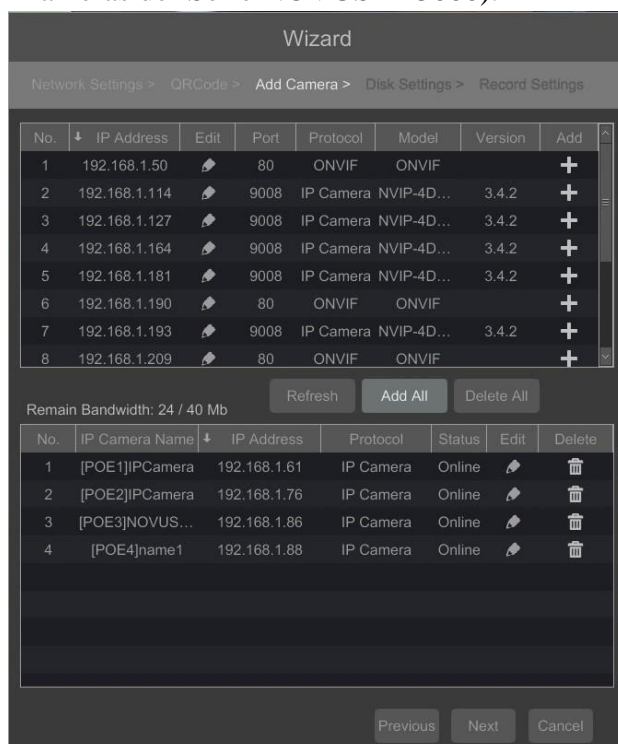 Wizard
Network Settings > QRCode > Add Camera > Disk Settings > Record Settings
No. IP Address Edit Port Protocol Model Version Add
1 192.168.1.50 80 ONVIF ONVIF
2 192.168.1.114 9008 IP Camera NVIP-4D... 3.4.2
3 192.168.1.127 9008 IP Camera NVIP-4D... 3.4.2
4 192.168.1.164 9008 IP Camera NVIP-4D... 3.4.2
5 192.168.1.181 9008 IP Camera NVIP-4D... 3.4.2
6 192.168.1.190 80 ONVIF ONVIF
7 192.168.1.193 9008 IP Camera NVIP-4D... 3.4.2
8 192.168.1.209 80 ONVIF ONVIF
Refresh Add All Delete All
Remain Bandwidth: 24 / 40 Mb
No. IP Camera Name IP Address Protocol Status Edit Delete
1 [POE1]IPCamera 192.168.1.61 IP Camera Online
2 [POE2]IPCamera 192.168.1.76 IP Camera Online
3 [POE3]NOVUS... 192.168.1.86 IP Camera Online
4 [POE4]name1 192.168.1.88 IP Camera Online
Previous Next Cancel